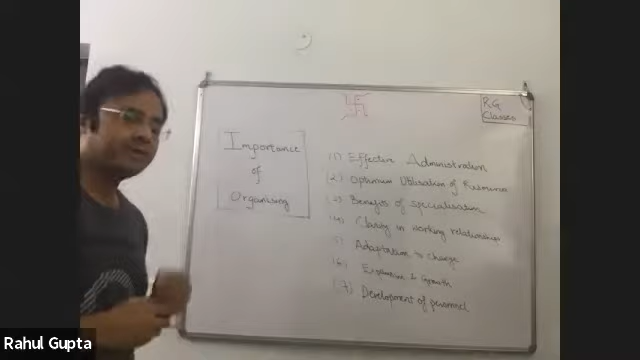 RG
Classes
Importance
of
Organising
(1) Effective Administration
(2) Optimum Utilisation of Resources
(3) Benefits of specialisation
(4) Clarity in working relationships
(5) Adaptation to change
(6) Expansion & Growth
(7) Development of personnel
Rahul Gupta